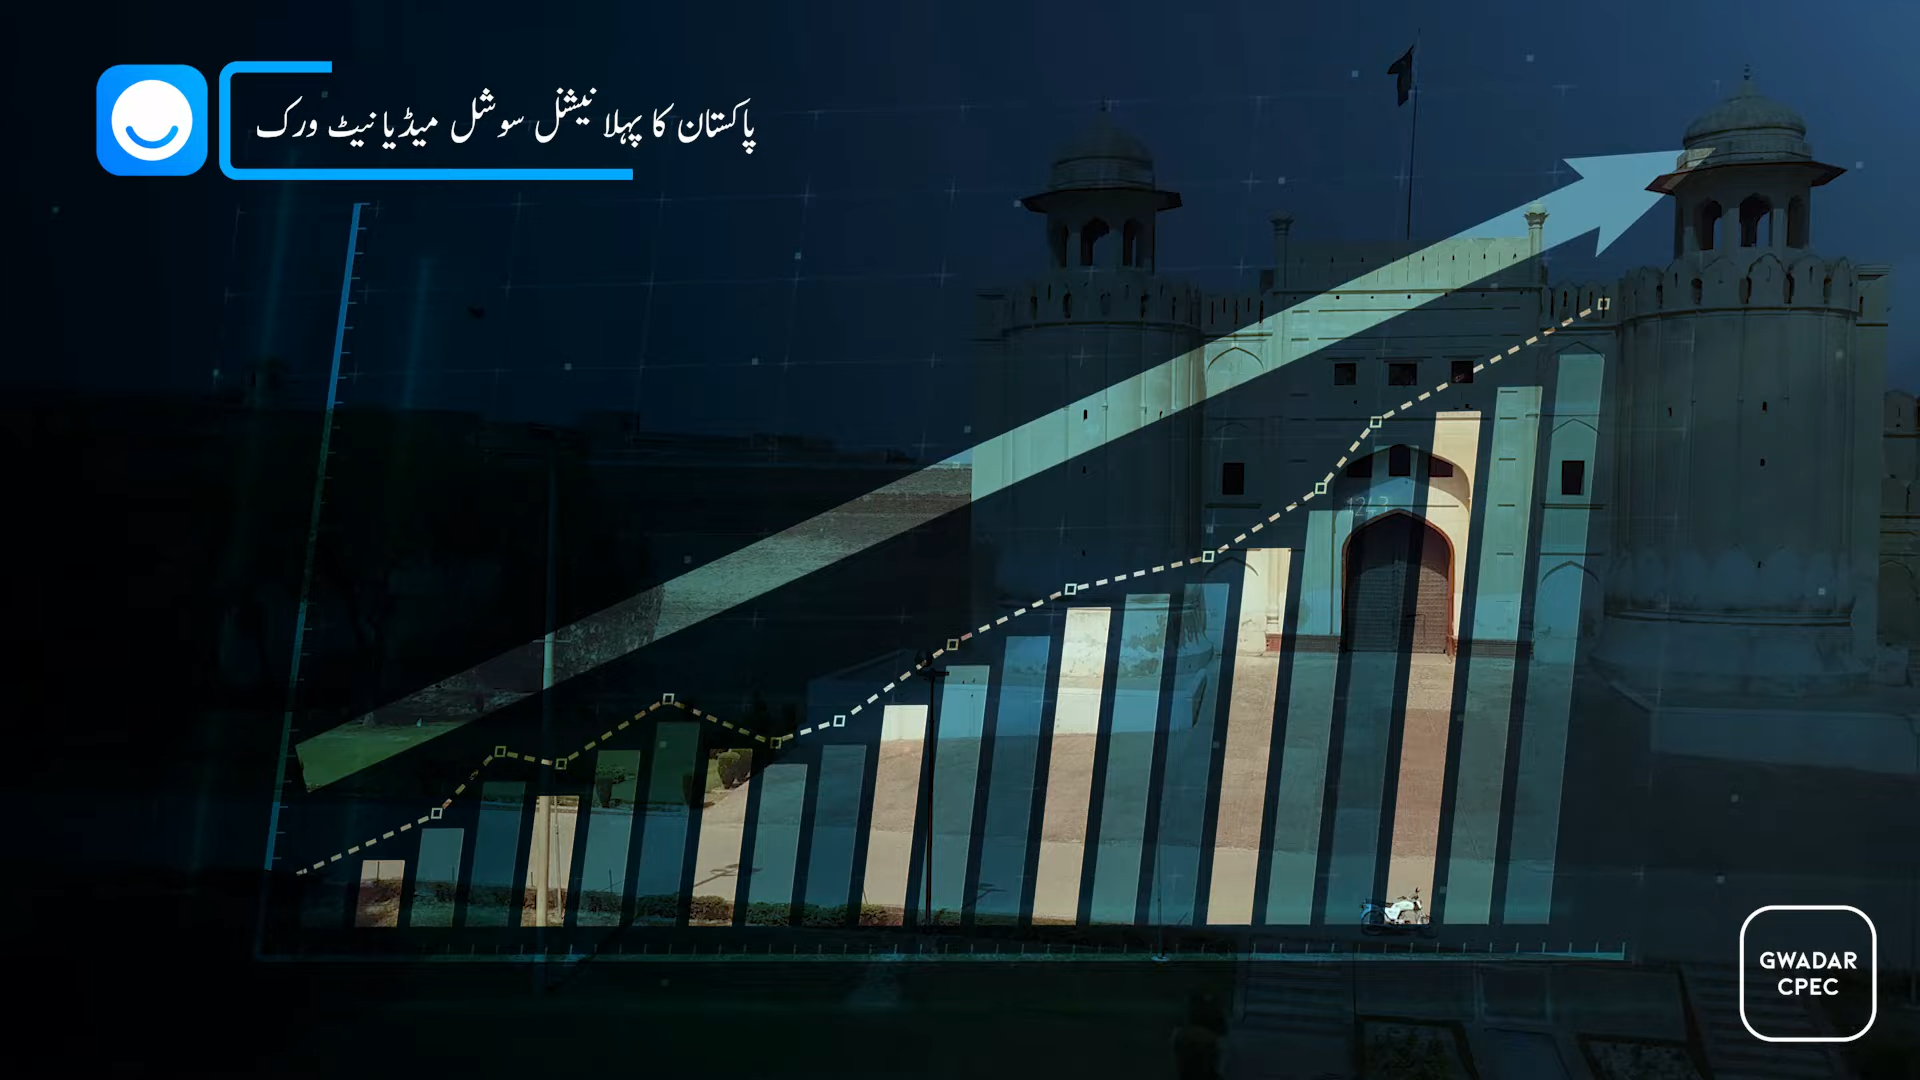 پاکستان کا پہلا نیشنل سوشل میڈیا نیٹ ورک
GWADAR
CPEC